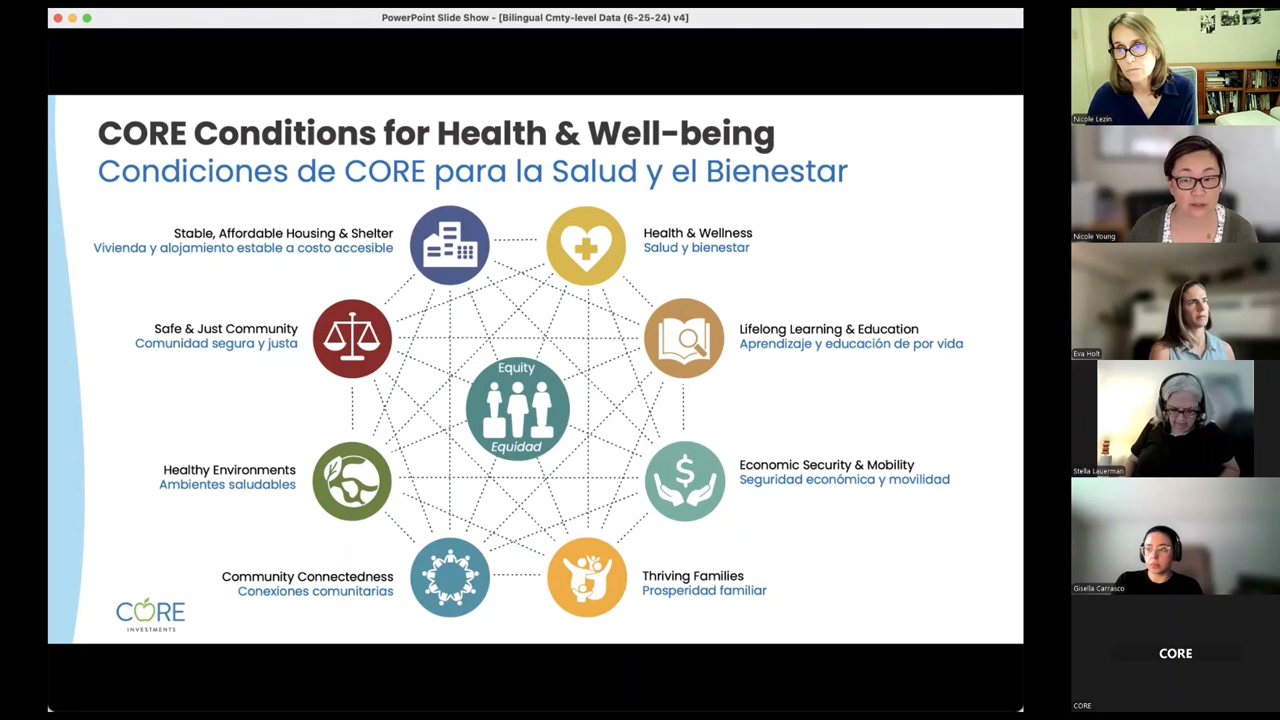 PowerPoint Slide Show - [Bilingual Cmty-level Data (6-25-24) v4]
CORE Conditions for Health & Well-being
Condiciones de CORE para la Salud y el Bienestar
Stable, Affordable Housing & Shelter
Vivienda y alojamiento estable a costo accesible
Health & Wellness
Salud y bienestar
Safe & Just Community
Comunidad segura y justa
Lifelong Learning & Education
Aprendizaje y educación de por vida
Equity
Equidad
Healthy Environments
Ambientes saludables
Economic Security & Mobility
Seguridad económica y movilidad
Community Connectedness
Conexiones comunitarias
Thriving Families
Prosperidad familiar
CORE
INVESTMENTS
Nicole Lezin
Nicole Young
Eva Holt
Stella Lauerman
Gisella Carrasco
CORE
CORE